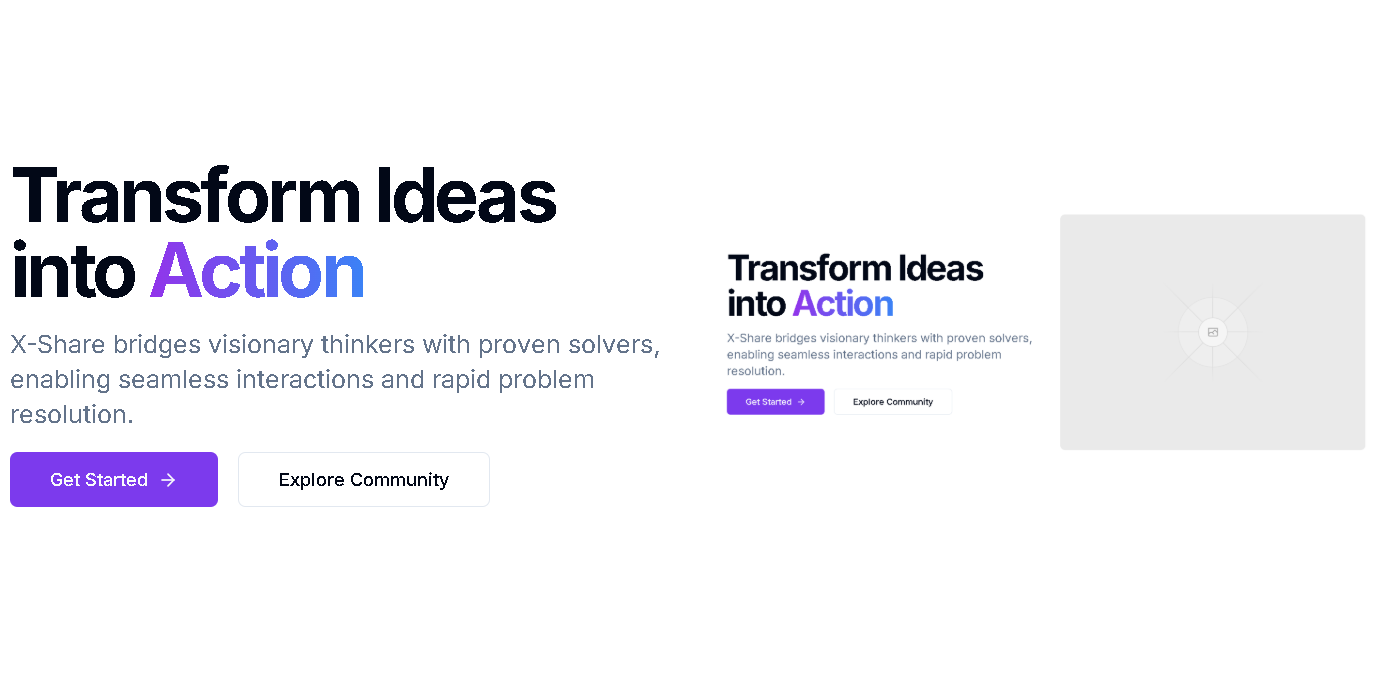 Transform Ideas
into Action
X-Share bridges visionary thinkers with proven solvers,
enabling seamless interactions and rapid problem
resolution.
Get Started →
Explore Community
Transform Ideas
into Action
X-Share bridges visionary thinkers with proven solvers,
enabling seamless interactions and rapid problem
resolution.
Get Started →
Explore Community